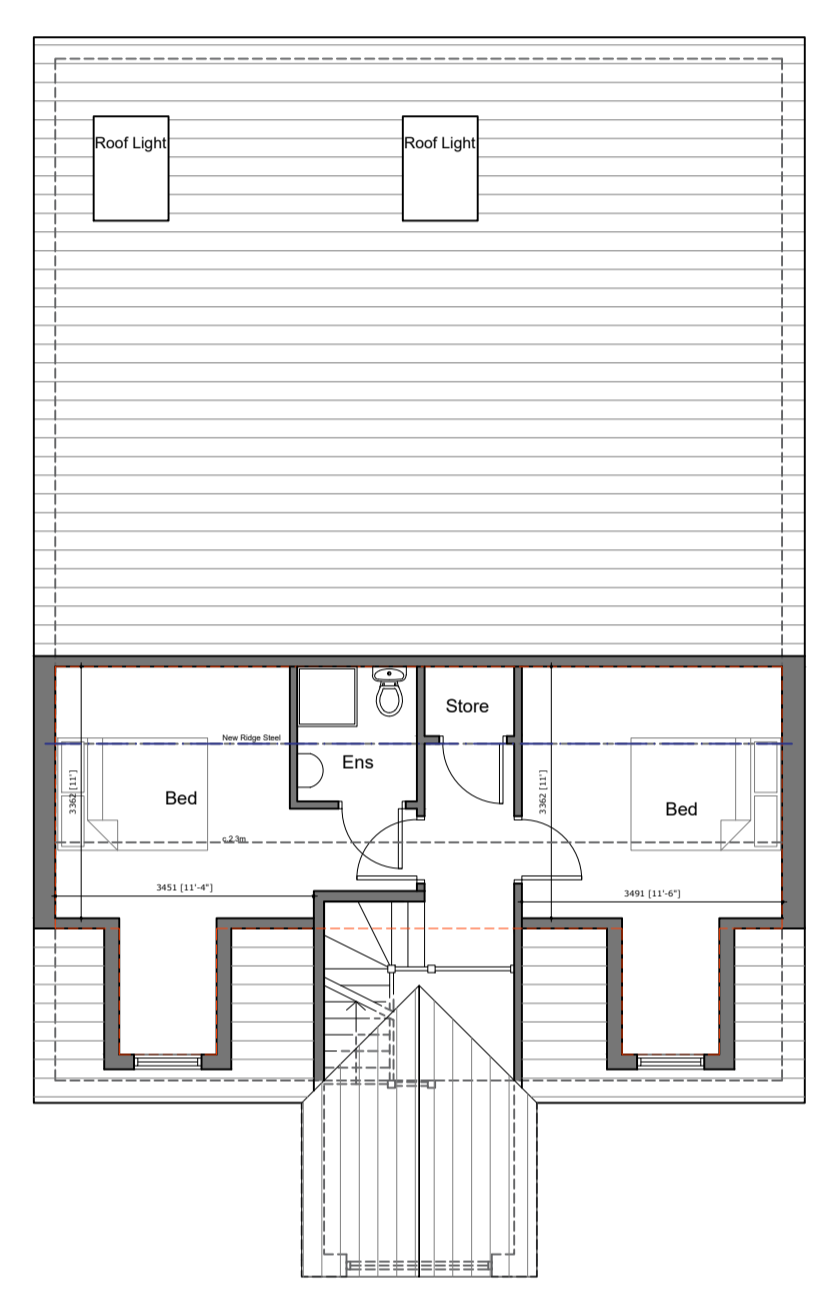 Roof Light
Roof Light
Store
New Ridge Steel
Ens
Bed
Bed
3362 [11']
3362 [11']
c.2.3m
3451 [11'-4"]
3491 [11'-6"]